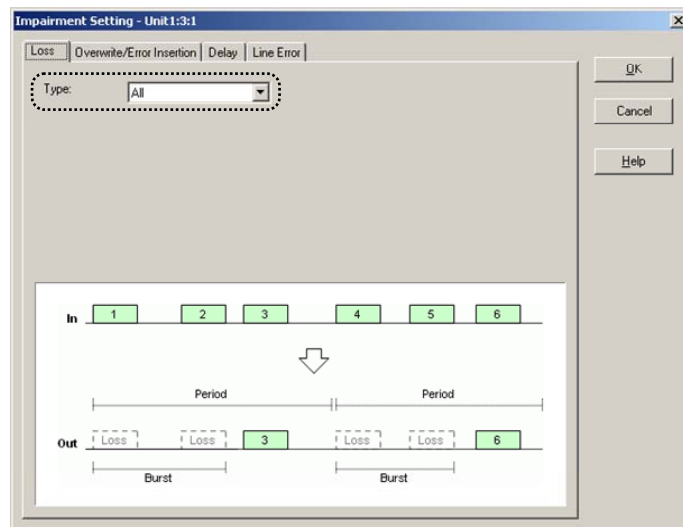 Impairment Setting - Unit1:3:1
Loss Overwrite/Error Insertion Delay Line Error
OK
Type: All
Cancel
Help
In 1 2 3 4 5 6
Period Period
Out Loss Loss 3 Loss Loss 6
Burst Burst